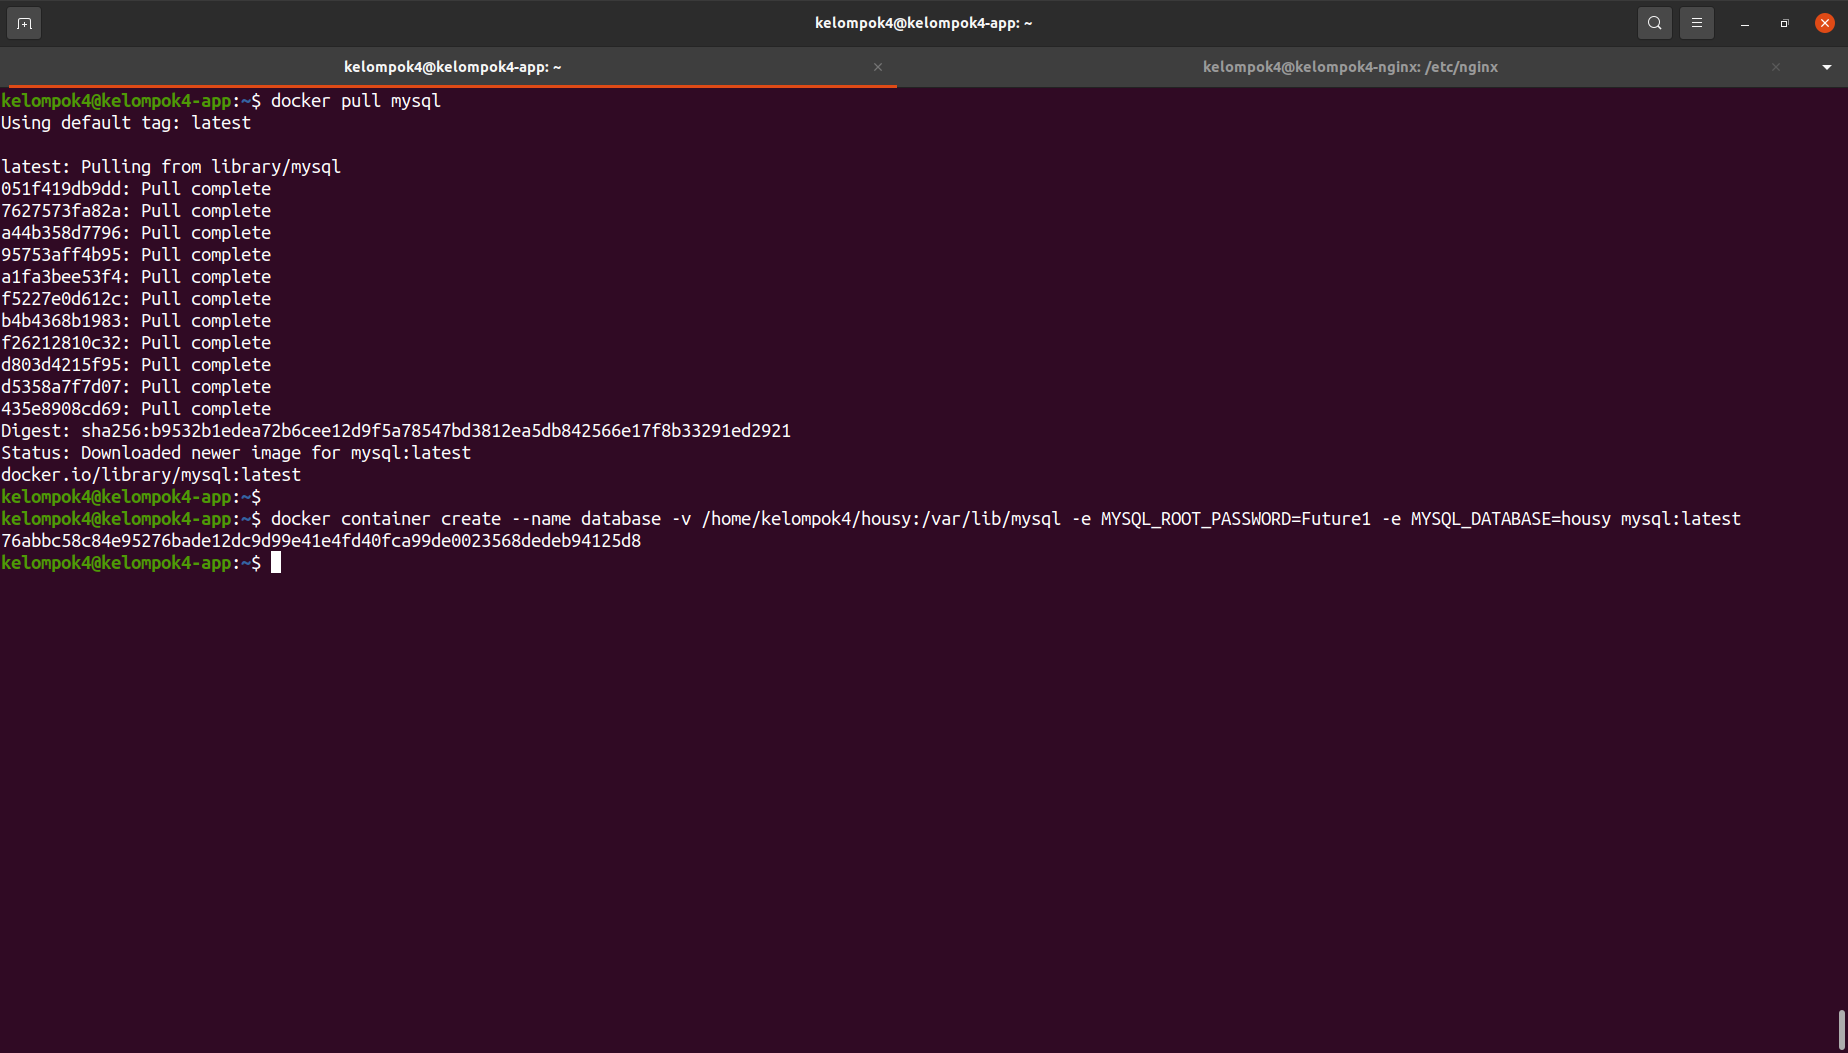 kelompok4@kelompok4-app: ~
kelompok4@kelompok4-app: ~
kelompok4@kelompok4-nginx: /etc/nginx
kelompok4@kelompok4-app:~$ docker pull mysql
Using default tag: latest
latest: Pulling from library/mysql
051f419db9dd: Pull complete
7627573fa82a: Pull complete
a44b358d7796: Pull complete
95753aff4b95: Pull complete
a1fa3bee53f4: Pull complete
f5227e0d612c: Pull complete
b4b4368b1983: Pull complete
f26212810c32: Pull complete
d803d4215f95: Pull complete
d5358a7f7d07: Pull complete
435e8908cd69: Pull complete
Digest: sha256:b9532b1edea72b6cee12d9f5a78547bd3812ea5db842566e17f8b33291ed2921
Status: Downloaded newer image for mysql:latest
docker.io/library/mysql:latest
kelompok4@kelompok4-app:~$
kelompok4@kelompok4-app:~$ docker container create --name database -v /home/kelompok4/housy:/var/lib/mysql -e MYSQL_ROOT_PASSWORD=Future1 -e MYSQL_DATABASE=housy mysql:latest
76abbc58c84e95276bade12dc9d99e41e4fd40fca99de0023568dedeb94125d8
kelompok4@kelompok4-app:~$